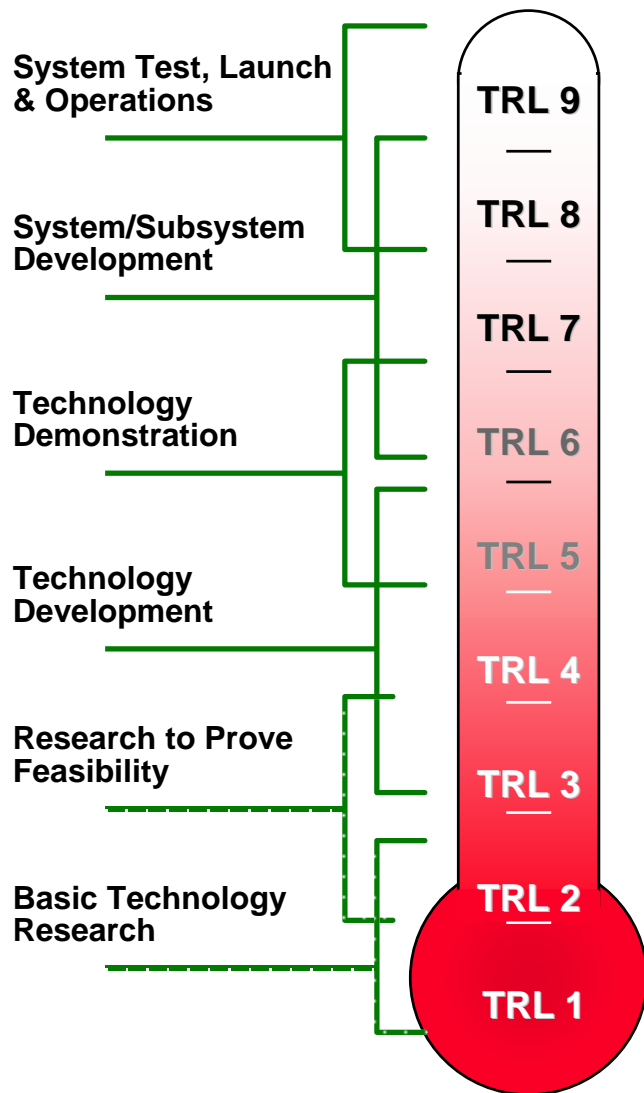 System Test, Launch
& Operations
System/Subsystem
Development
Technology
Demonstration
Technology
Development
Research to Prove
Feasibility
Basic Technology
Research
TRL 9
TRL 8
TRL 7
TRL 6
TRL 5
TRL 4
TRL 3
TRL 2
TRL 1